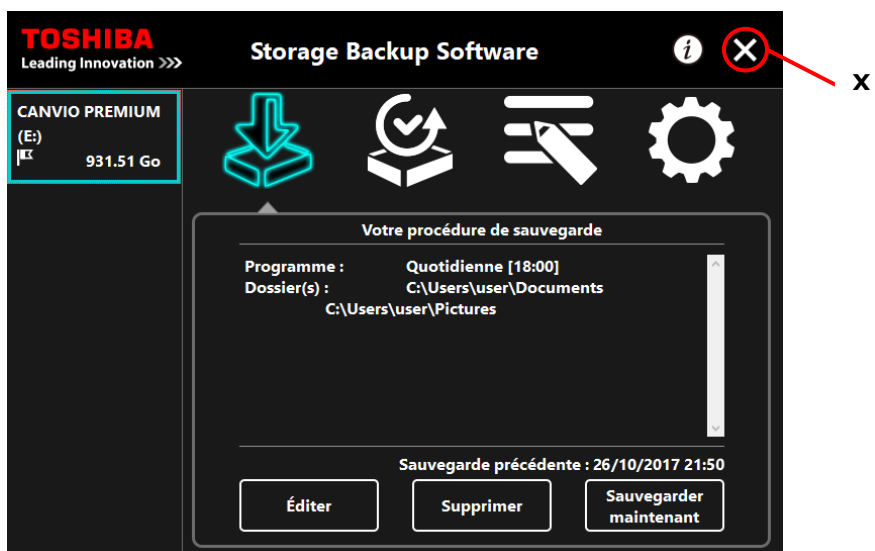 TOSHIBA
Leading Innovation >>>
Storage Backup Software
i
X
CANVIO PREMIUM
(E:)
931.51 Go
Votre procédure de sauvegarde
Programme : Quotidienne [18:00]
Dossier(s) : C:\Users\user\Documents
C:\Users\user\Pictures
Sauvegarde précédente : 26/10/2017 21:50
Éditer
Supprimer
Sauvegarder
maintenant